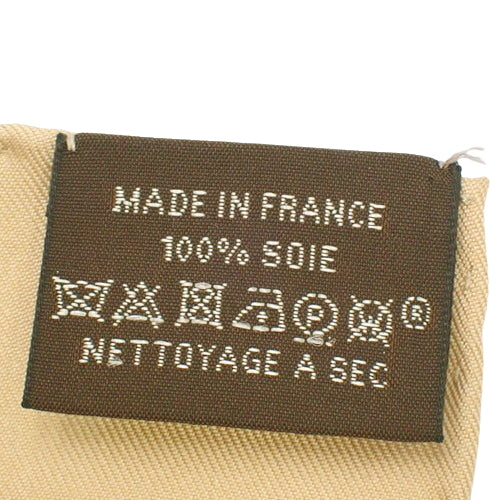 MADE IN FRANCE
100% SOIE
P W ®
NETTOYAGE A SEC